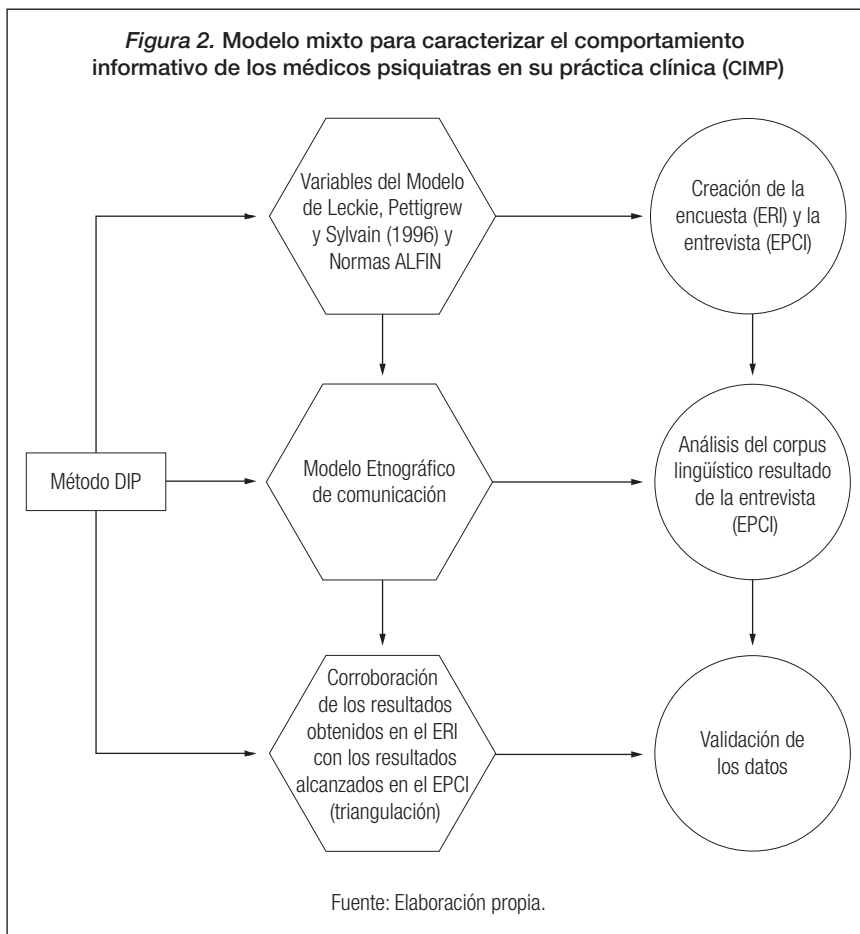 Figura 2. Modelo mixto para caracterizar el comportamiento
informativo de los médicos psiquiatras en su práctica clínica (CIMP)
Variables del Modelo
de Leckie, Pettigrew
y Sylvain (1996) y
Normas ALFIN
Creación de la
encuesta (ERI) y la
entrevista (EPCI)
Método DIP
Modelo Etnográfico
de comunicación
Análisis del corpus
lingüístico resultado
de la entrevista
(EPCI)
Corroboración
de los resultados
obtenidos en el ERI
con los resultados
alcanzados en el EPCI
(triangulación)
Validación de
los datos
Fuente: Elaboración propia.